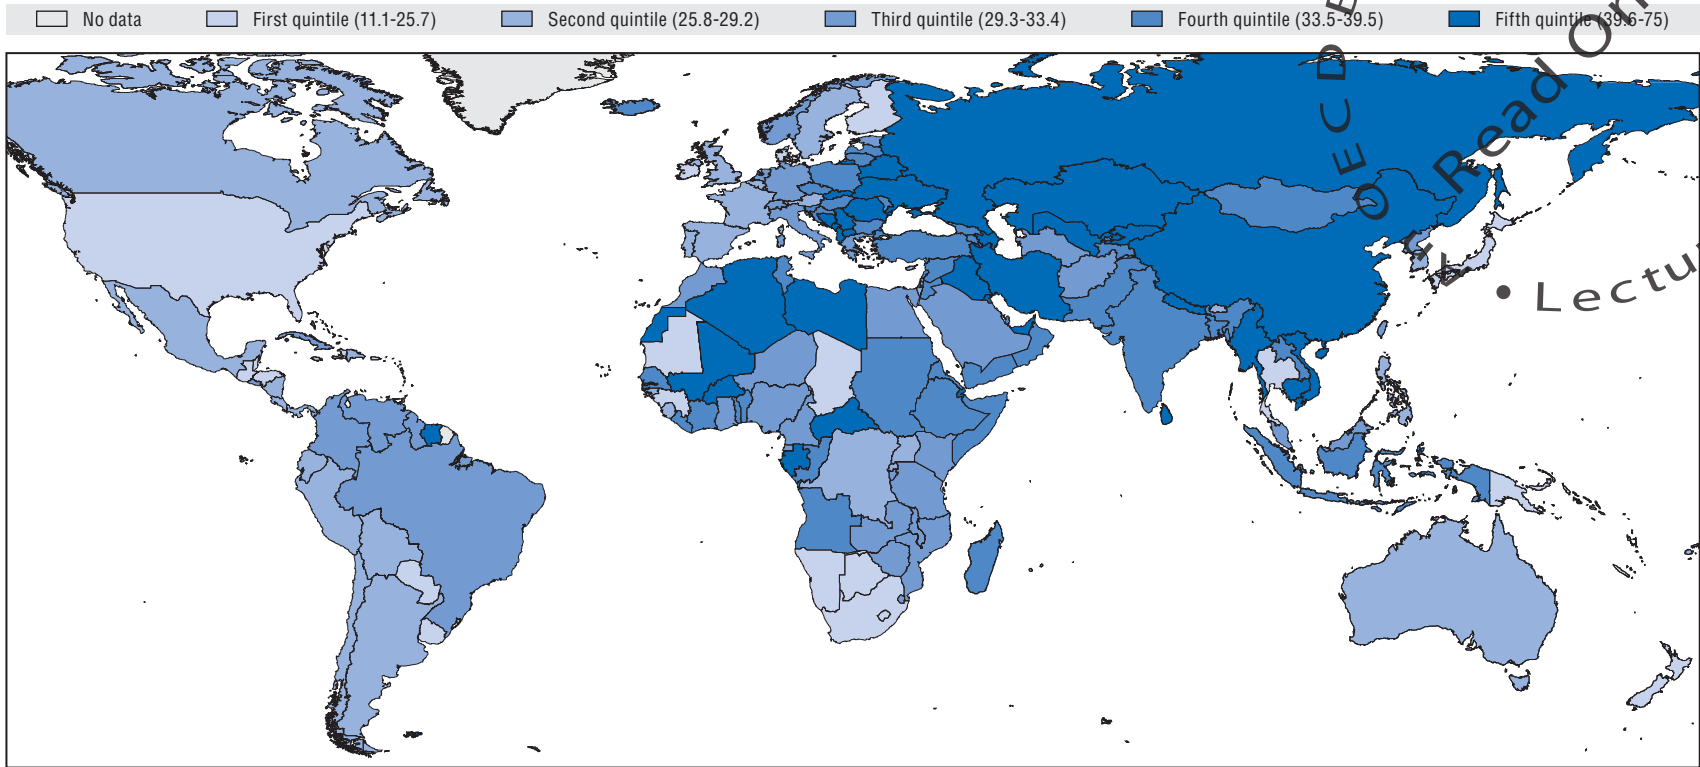 No data
First quintile (11.1-25.7)
Second quintile (25.8-29.2)
Third quintile (29.3-33.4)
Fourth quintile (33.5-39.5)
Fifth quintile (39.6-75)
OECD
Read
• Lectu